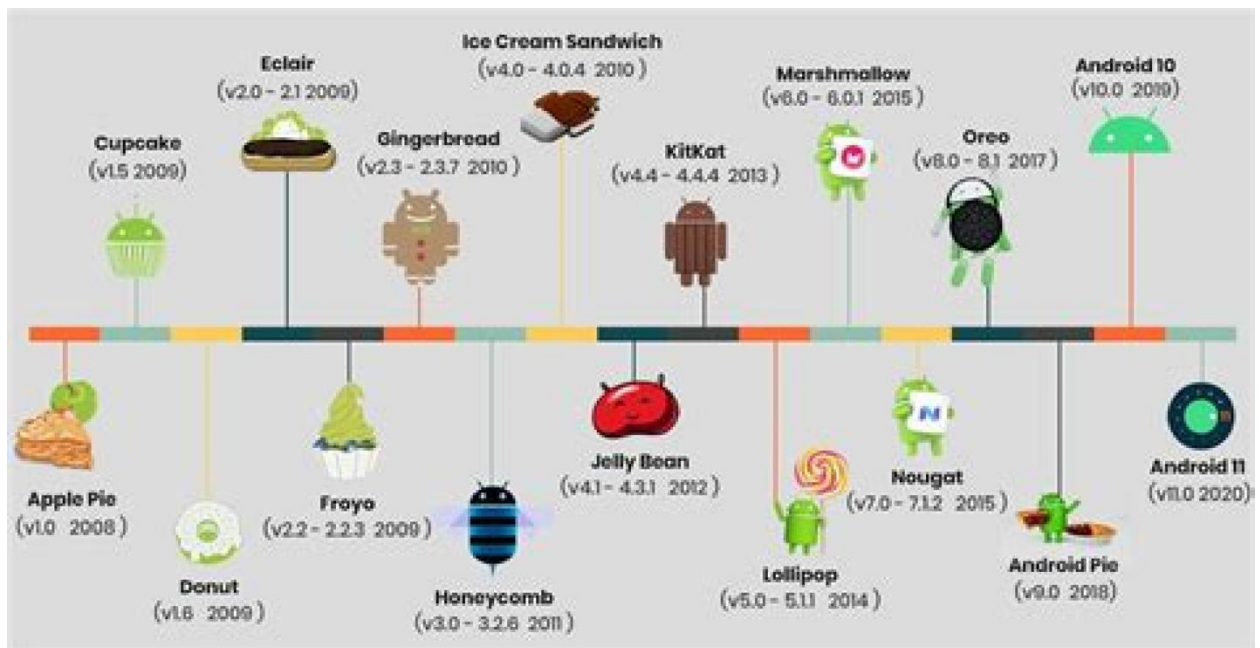 Ice Cream Sandwich
(v4.0 - 4.0.4 2010 )
Eclair
(v2.0 - 2.1 2009)
Marshmallow
(v6.0 - 6.0.1 2015 )
Android 10
(v10.0 2019)
Cupcake
(v1.5 2009)
Gingerbread
(v2.3 - 2.3.7 2010 )
KitKat
(v4.4 - 4.4.4 2013 )
Oreo
(v8.0 - 8.1 2017 )
Apple Pie
(v1.0 2008 )
Donut
(v1.6 2009 )
Froyo
(v2.2 - 2.2.3 2009 )
Honeycomb
(v3.0 - 3.2.6 2011 )
Jelly Bean
(v4.1 - 4.3.1 2012 )
Lollipop
(v5.0 - 5.1.1 2014 )
N
Nougat
(v7.0 - 7.1.2 2015 )
Android Pie
(v9.0 2018)
Android 11
(v11.0 2020)